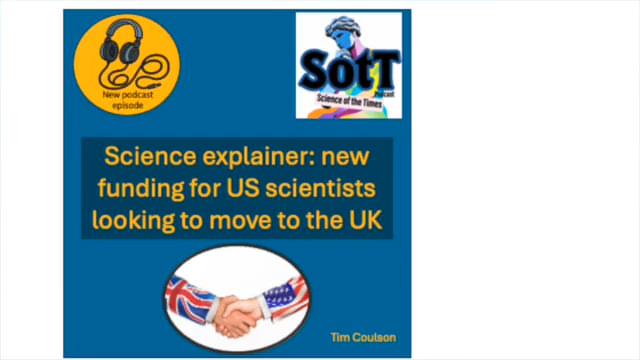 New podcast
episode
SotT
Podcast
Science of the Times
Science explainer: new
funding for US scientists
looking to move to the UK
Tim Coulson